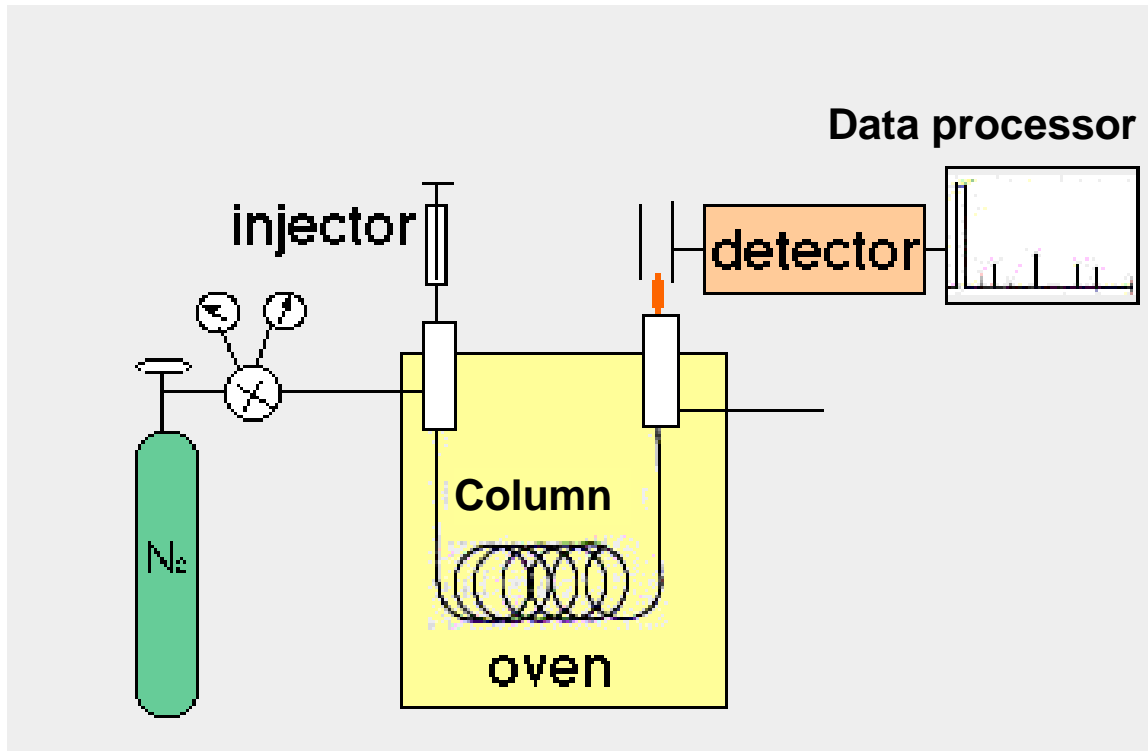 Data processor
injector
detector
Column
N₂
oven